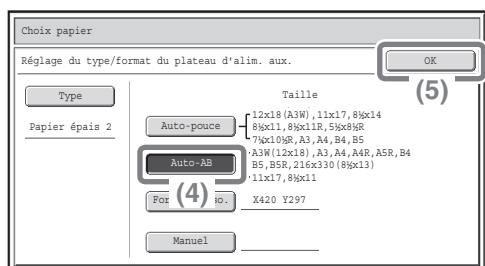 Choix papier
Réglage du type/format du plateau d'alim. aux.
OK
(5)
Type
Taille
Papier épais 2
Auto-pouce
12x18(A3W),11x17,8½x14
8½x11,8½x11R,5½x8½R
7¼x10½R,A3,A4,B4,B5
Auto-AB
A3W(12x18),A3,A4,A4R,A5R,B4
B5,B5R,216x330(8½x13)
11x17,8½x11
(4)
X420 Y297
Manuel